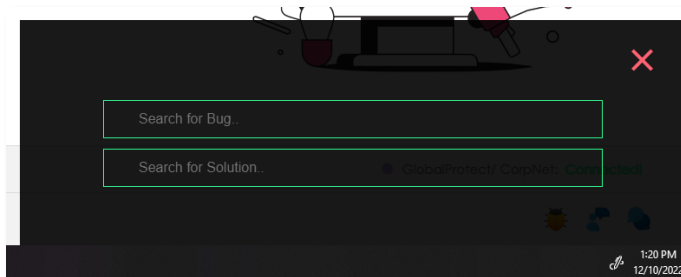 Search for Bug..
Search for Solution..
GlobalProtect/ CorpNet: Connected!
1:20 PM
12/10/2022